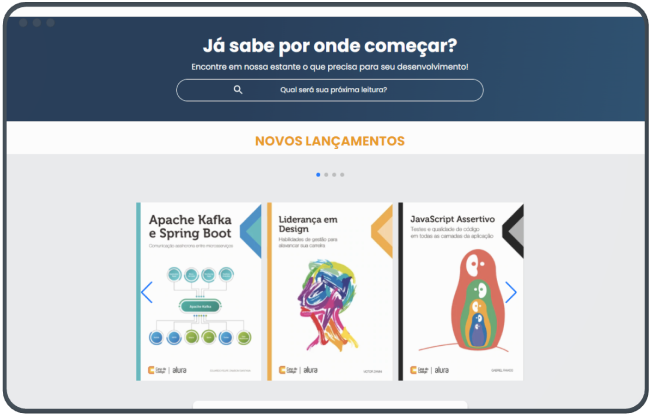 Já sabe por onde começar?
Encontre em nossa estante o que precisa para seu desenvolvimento!
Qual será sua próxima leitura?
NOVOS LANÇAMENTOS
Apache Kafka
e Spring Boot
Comunicação assíncrona entre microsserviços
Apache Kafka
Casa do
Código
alura
Liderança em
Design
Habilidades de gestão para
alavancar sua carreira
Casa do
Código
alura
JavaScript Assertivo
Testes e qualidade de código
em todas as camadas da aplicação
Casa do
Código
alura